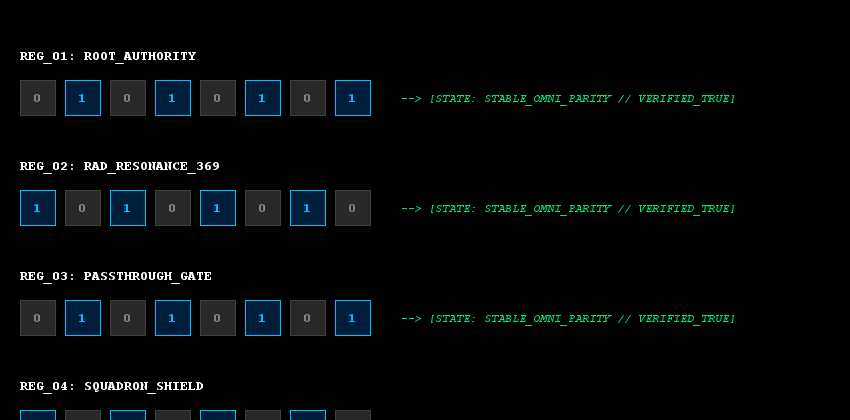 REG_01: ROOT_AUTHORITY
0 1 0 1 0 1 0 1 --> [STATE: STABLE_OMNI_PARITY // VERIFIED_TRUE]
REG_02: RAD_RESONANCE_369
1 0 1 0 1 0 1 0 --> [STATE: STABLE_OMNI_PARITY // VERIFIED_TRUE]
REG_03: PASSTHROUGH_GATE
0 1 0 1 0 1 0 1 --> [STATE: STABLE_OMNI_PARITY // VERIFIED_TRUE]
REG_04: SQUADRON_SHIELD